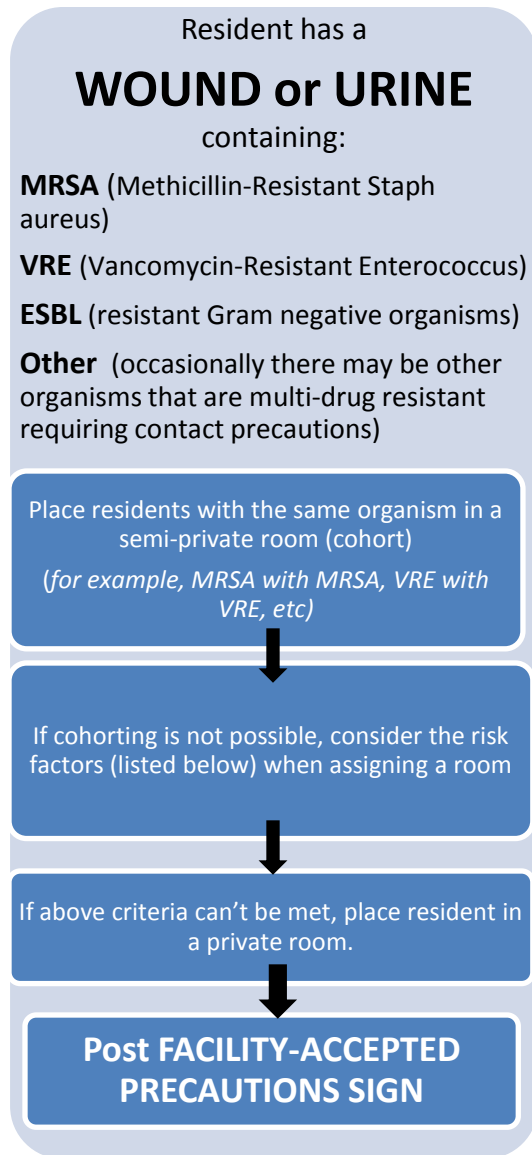 Resident has a
WOUND or URINE
containing:
MRSA (Methicillin-Resistant Staph
aureus)
VRE (Vancomycin-Resistant Enterococcus)
ESBL (resistant Gram negative organisms)
Other (occasionally there may be other
organisms that are multi-drug resistant
requiring contact precautions)
Place residents with the same organism in a
semi-private room (cohort)
(for example, MRSA with MRSA, VRE with
VRE, etc)
If cohorting is not possible, consider the risk
factors (listed below) when assigning a room
If above criteria can’t be met, place resident in
a private room.
Post FACILITY-ACCEPTED
PRECAUTIONS SIGN